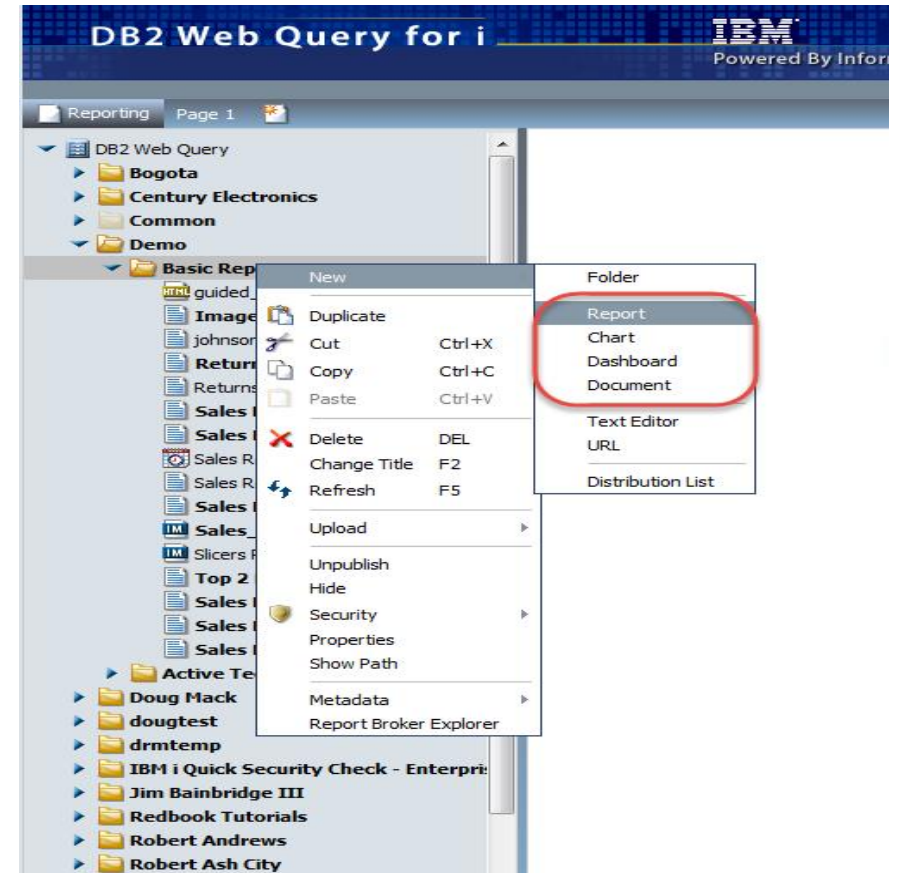 DB2 Web Query for i
IBM
Powered By Infor
Reporting Page 1
DB2 Web Query
Bogota
Century Electronics
Common
Demo
Basic Rep
guided_
Image
johnson
Return
Returns
Sales
Sales
Sales R
Sales R
Sales
Sales_
Slicers
Top 2
Sales
Sales
Sales
Active Te
Doug Mack
dougtest
drmtemp
IBM i Quick Security Check - Enterpri
Jim Bainbridge III
Redbook Tutorials
Robert Andrews
Robert Ash City
New
Duplicate
Cut Ctrl+X
Copy Ctrl+C
Paste Ctrl+V
Delete DEL
Change Title F2
Refresh F5
Upload
Unpublish
Hide
Security
Properties
Show Path
Metadata
Report Broker Explorer
Folder
Report
Chart
Dashboard
Document
Text Editor
URL
Distribution List